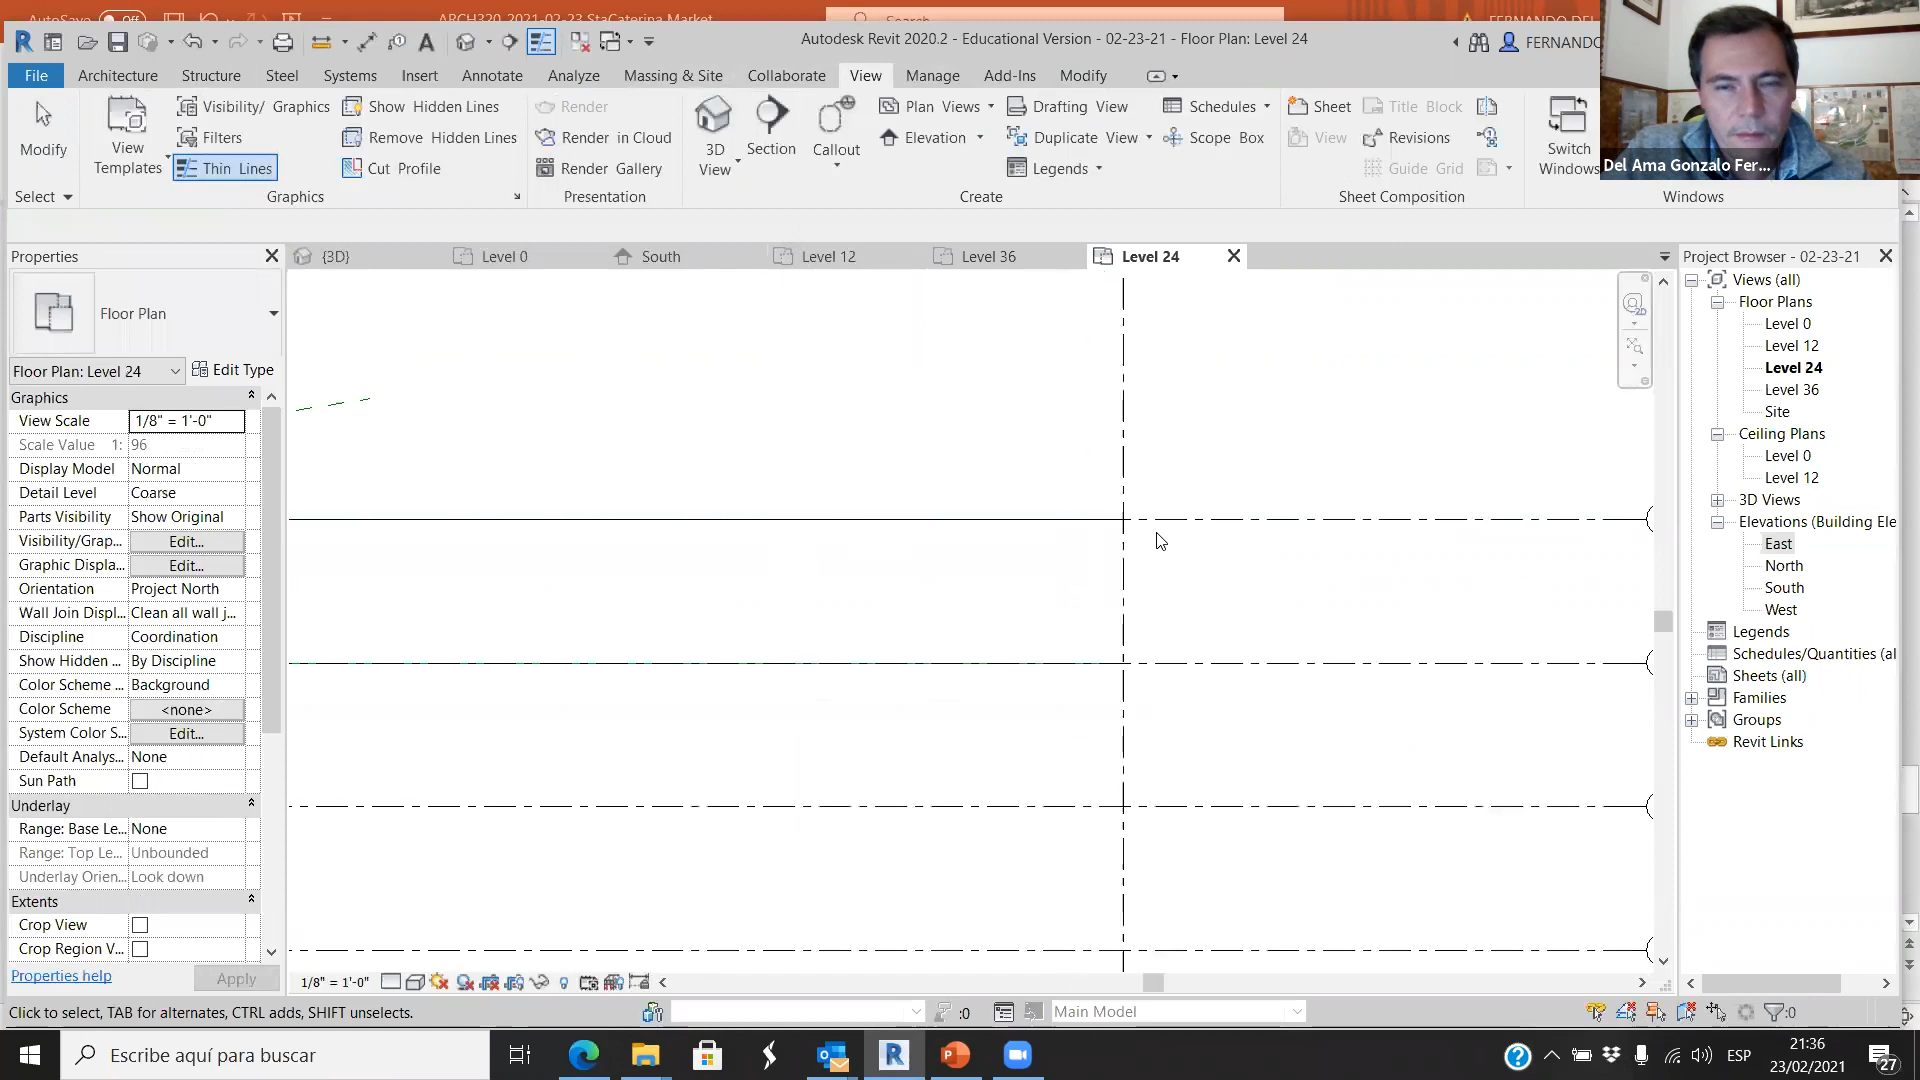 AutoSave Off
ARCH320_2021-02-23 StaCaterina Market
Search
FERNANDO DEL
Autodesk Revit 2020.2 - Educational Version - 02-23-21 - Floor Plan: Level 24
FERNANDO
File Architecture Structure Steel Systems Insert Annotate Analyze Massing & Site Collaborate View Manage Add-Ins Modify
Modify
View Templates
Visibility/ Graphics
Filters
Thin Lines
Show Hidden Lines
Remove Hidden Lines
Cut Profile
Render
Render in Cloud
Render Gallery
3D View
Section
Callout
Plan Views
Elevation
Drafting View
Duplicate View
Legends
Schedules
Scope Box
Sheet
View
Title Block
Revisions
Guide Grid
Switch Windows
Del Ama Gonzalo Fer...
Select Graphics Presentation Create Sheet Composition Windows
Properties
{3D} Level 0 South Level 12 Level 36 Level 24
Project Browser - 02-23-21
Floor Plan
Floor Plan: Level 24 Edit Type
Graphics
View Scale 1/8" = 1'-0"
Scale Value 1: 96
Display Model Normal
Detail Level Coarse
Parts Visibility Show Original
Visibility/Grap... Edit...
Graphic Displa... Edit...
Orientation Project North
Wall Join Displ... Clean all wall j...
Discipline Coordination
Show Hidden ... By Discipline
Color Scheme ... Background
Color Scheme <none>
System Color S... Edit...
Default Analys... None
Sun Path
Underlay
Range: Base Le... None
Range: Top Le... Unbounded
Underlay Orien... Look down
Extents
Crop View
Crop Region V...
Properties help Apply
Views (all)
Floor Plans
Level 0
Level 12
Level 24
Level 36
Site
Ceiling Plans
Level 0
Level 12
3D Views
Elevations (Building Ele
East
North
South
West
Legends
Schedules/Quantities (al
Sheets (all)
Families
Groups
Revit Links
2D
1/8" = 1'-0"
Click to select, TAB for alternates, CTRL adds, SHIFT unselects.
:0
Main Model
:0
Escribe aquí para buscar
ESP
21:36
23/02/2021
27